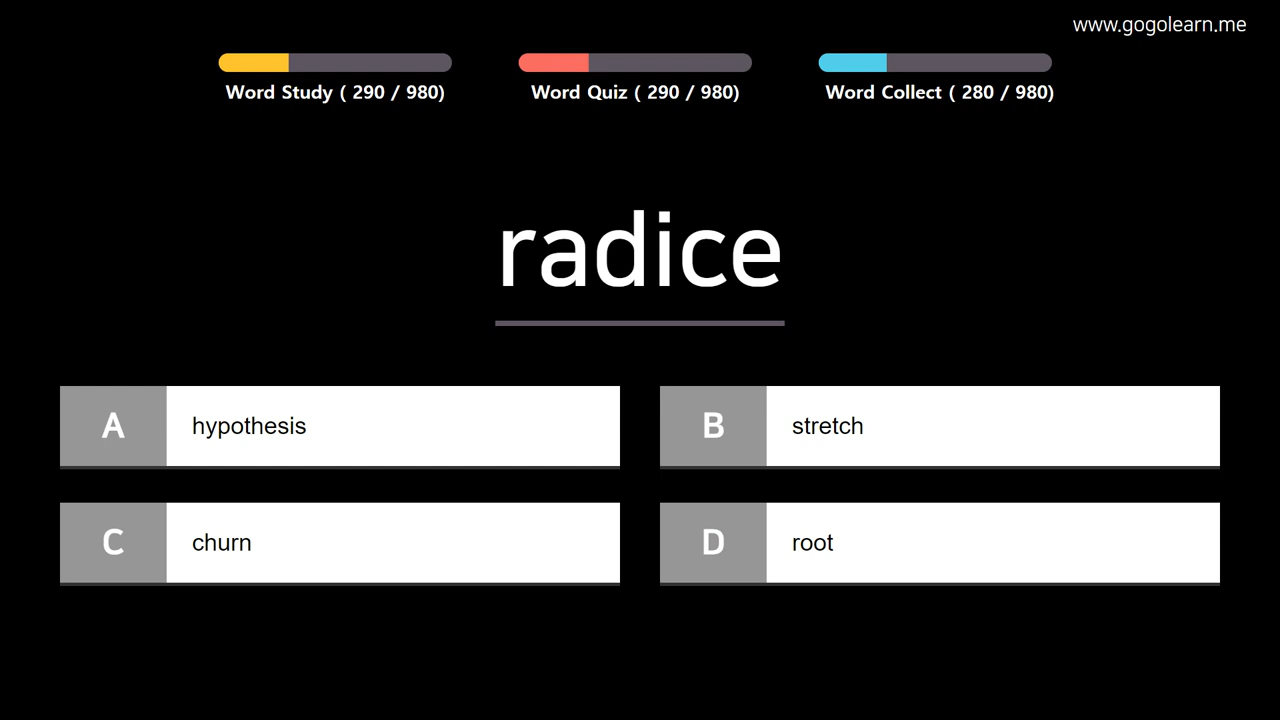 www.gogolearn.me
Word Study ( 290 / 980)
Word Quiz ( 290 / 980)
Word Collect ( 280 / 980)
radice
A hypothesis
B stretch
C churn
D root